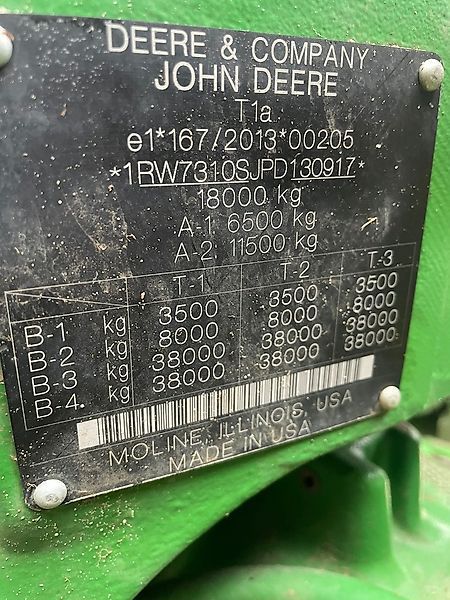 DEERE & COMPANY
JOHN DEERE
T1a
e1*167/2013*00205
*1RW7310SJPD130917*
18000 kg
A-1 6500 kg
A-2 11500 kg
T-1 T-2 T-3
B-1 kg 3500 3500 3500
B-2 kg 8000 8000 8000
B-3 kg 38000 38000 38000
B-4 kg 38000 38000 38000
MOLINE, ILLINOIS, USA
MADE IN USA